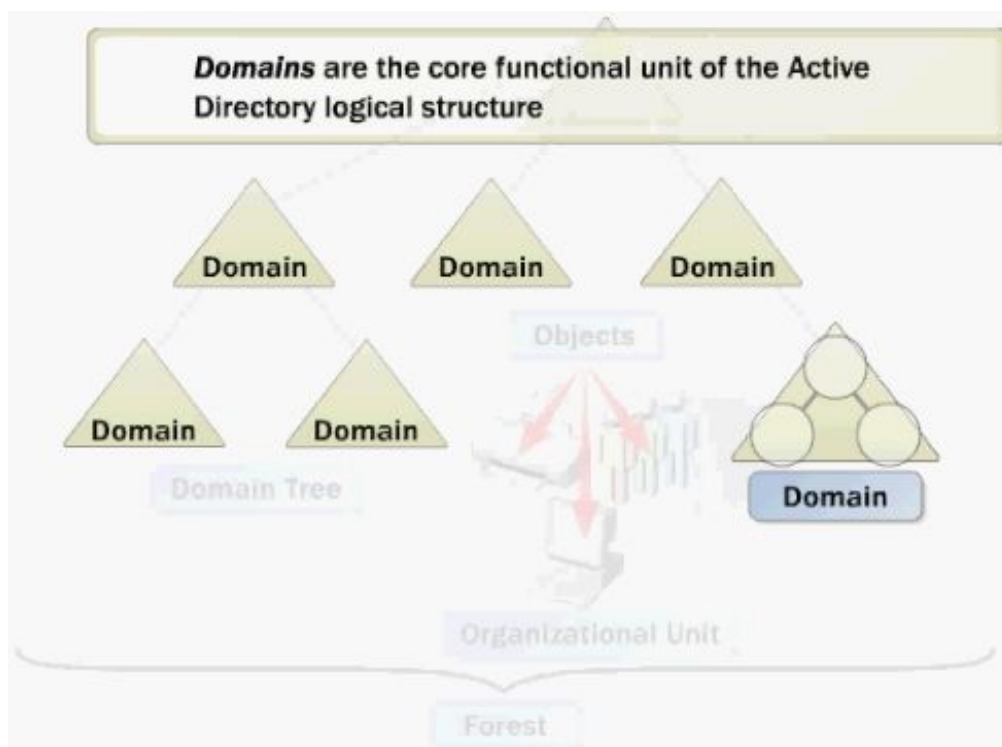 Domains are the core functional unit of the Active
Directory logical structure
Domain
Domain
Domain
Objects
Domain
Domain
Domain Tree
Domain
Organizational Unit
Forest